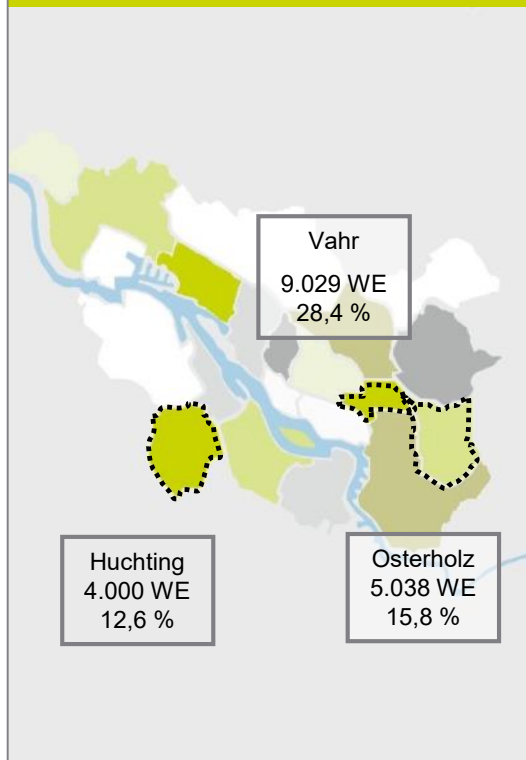 Vahr
9.029 WE
28,4 %
Huchting
4.000 WE
12,6 %
Osterholz
5.038 WE
15,8 %